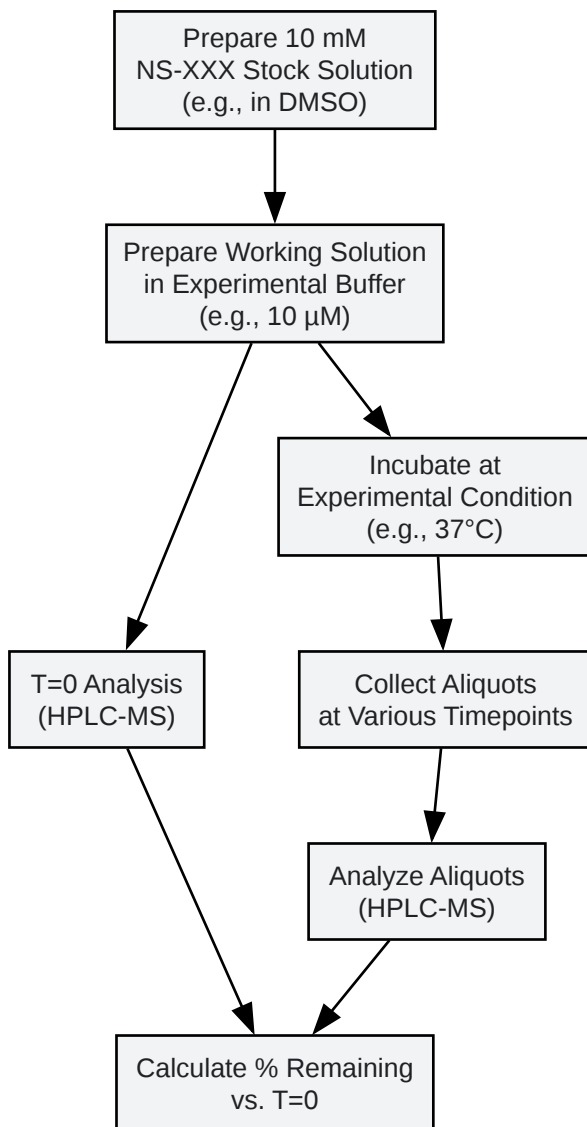 Prepare 10 mM
NS-XXX Stock Solution
(e.g., in DMSO)
Prepare Working Solution
in Experimental Buffer
(e.g., 10 µM)
Incubate at
Experimental Condition
(e.g., 37°C)
T=0 Analysis
(HPLC-MS)
Collect Aliquots
at Various Timepoints
Analyze Aliquots
(HPLC-MS)
Calculate % Remaining
vs. T=0